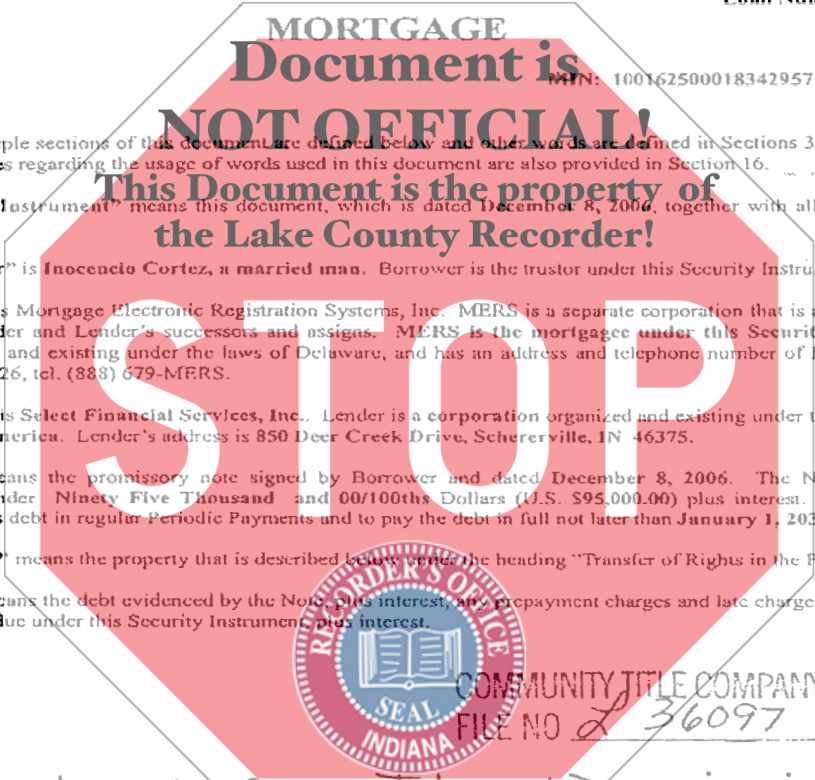 MORTGAGE
Document is
MIN: 100162500018342957
NOT OFFICIAL!
ple sections of this document are defined below and other words are defined in Sections 3
s regarding the usage of words used in this document are also provided in Section 16.
This Document is the property of
Instrument" means this document, which is dated December 8, 2006, together with all
the Lake County Recorder!
" is Inocencio Cortez, a married man. Borrower is the trustor under this Security Instru
s Mortgage Electronic Registration Systems, Inc. MERS is a separate corporation that is a
der and Lender's successors and assigns. MERS is the mortgagee under this Securit
and existing under the laws of Delaware, and has an address and telephone number of
26, tel. (888) 679-MERS.
STOP
is Select Financial Services, Inc.. Lender is a corporation organized and existing under t
merica. Lender's address is 850 Deer Creek Drive, Schererville, IN 46375.
eans the promissory note signed by Borrower and dated December 8, 2006. The N
nder Ninety Five Thousand and 00/100ths Dollars (U.S. $95,000.00) plus interest.
s debt in regular Periodic Payments and to pay the debt in full not later than January 1, 203
" means the property that is described below under the heading "Transfer of Rights in the P
eans the debt evidenced by the Note, plus interest, any prepayment charges and late charge
due under this Security Instrument, plus interest.
RECORDER'S OFFICE
SEAL
INDIANA
COMMUNITY TITLE COMPANY
FILE NO L 36097